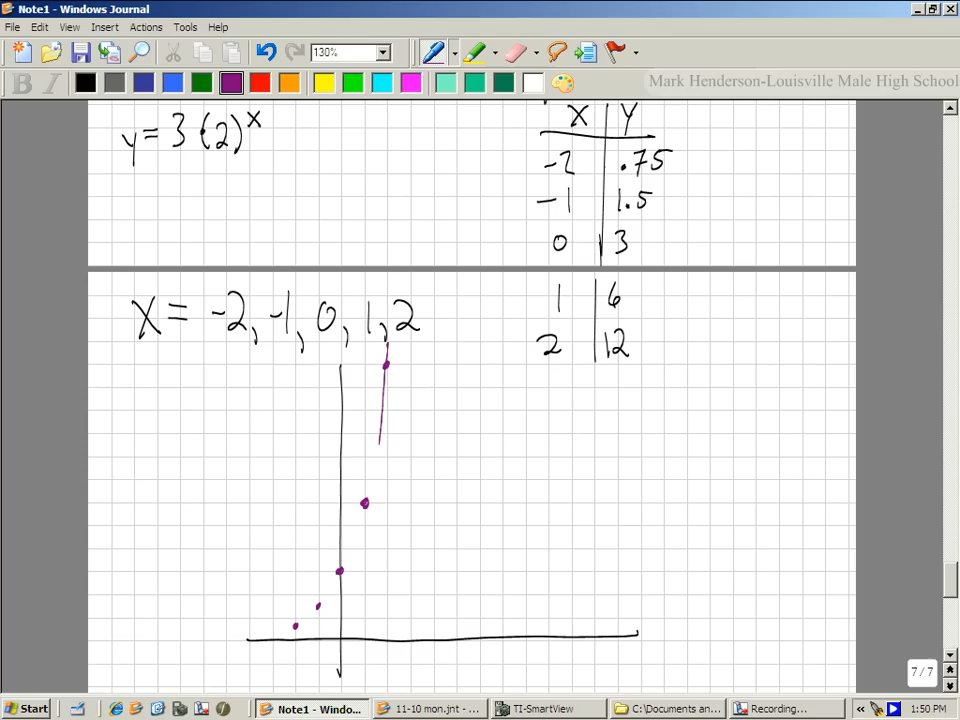 Note1 - Windows Journal
File Edit View Insert Actions Tools Help
130%
B I
Mark Henderson-Louisville Male High School
y = 3 · (2)^x
X Y
-2 .75
-1 1.5
0 3
1 6
2 12
X = -2, -1, 0, 1, 2
7 / 7
Start
Note1 - Windo...
11-10 mon.jnt - ...
TI-SmartView
C:\Documents an...
Recording...
1:50 PM